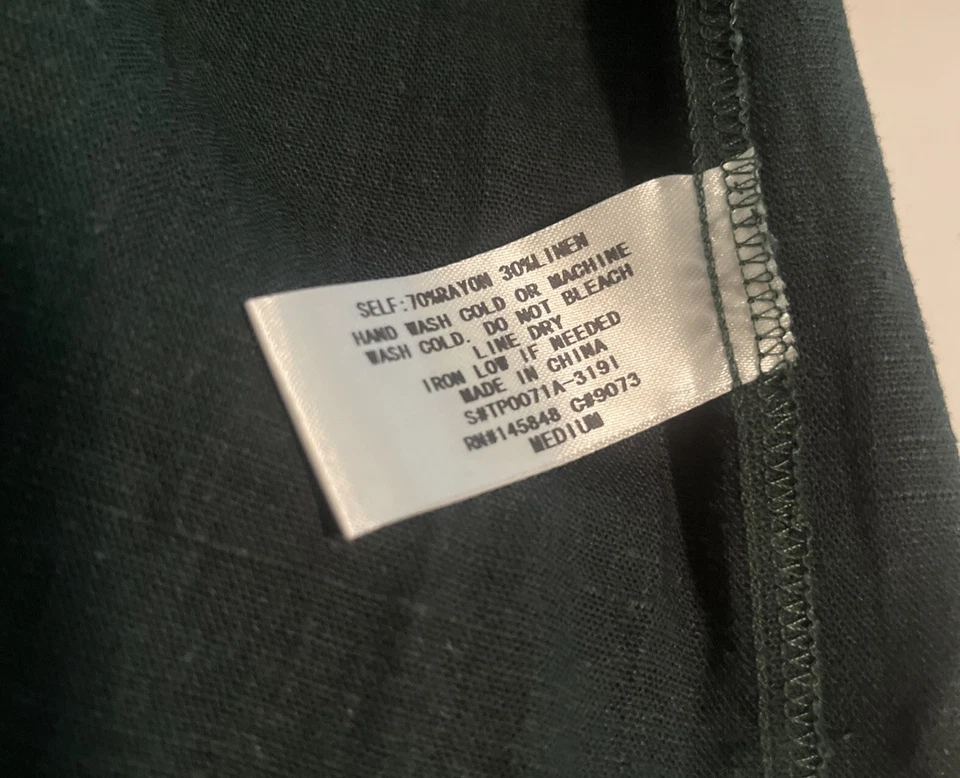 SELF:70%RAYON 30%LINEN
HAND WASH COLD OR MACHINE
WASH COLD. DO NOT BLEACH
LINE DRY
IRON LOW IF NEEDED
MADE IN CHINA
S#TP0071A-3191
RN#145848 C#9073
MEDIUM